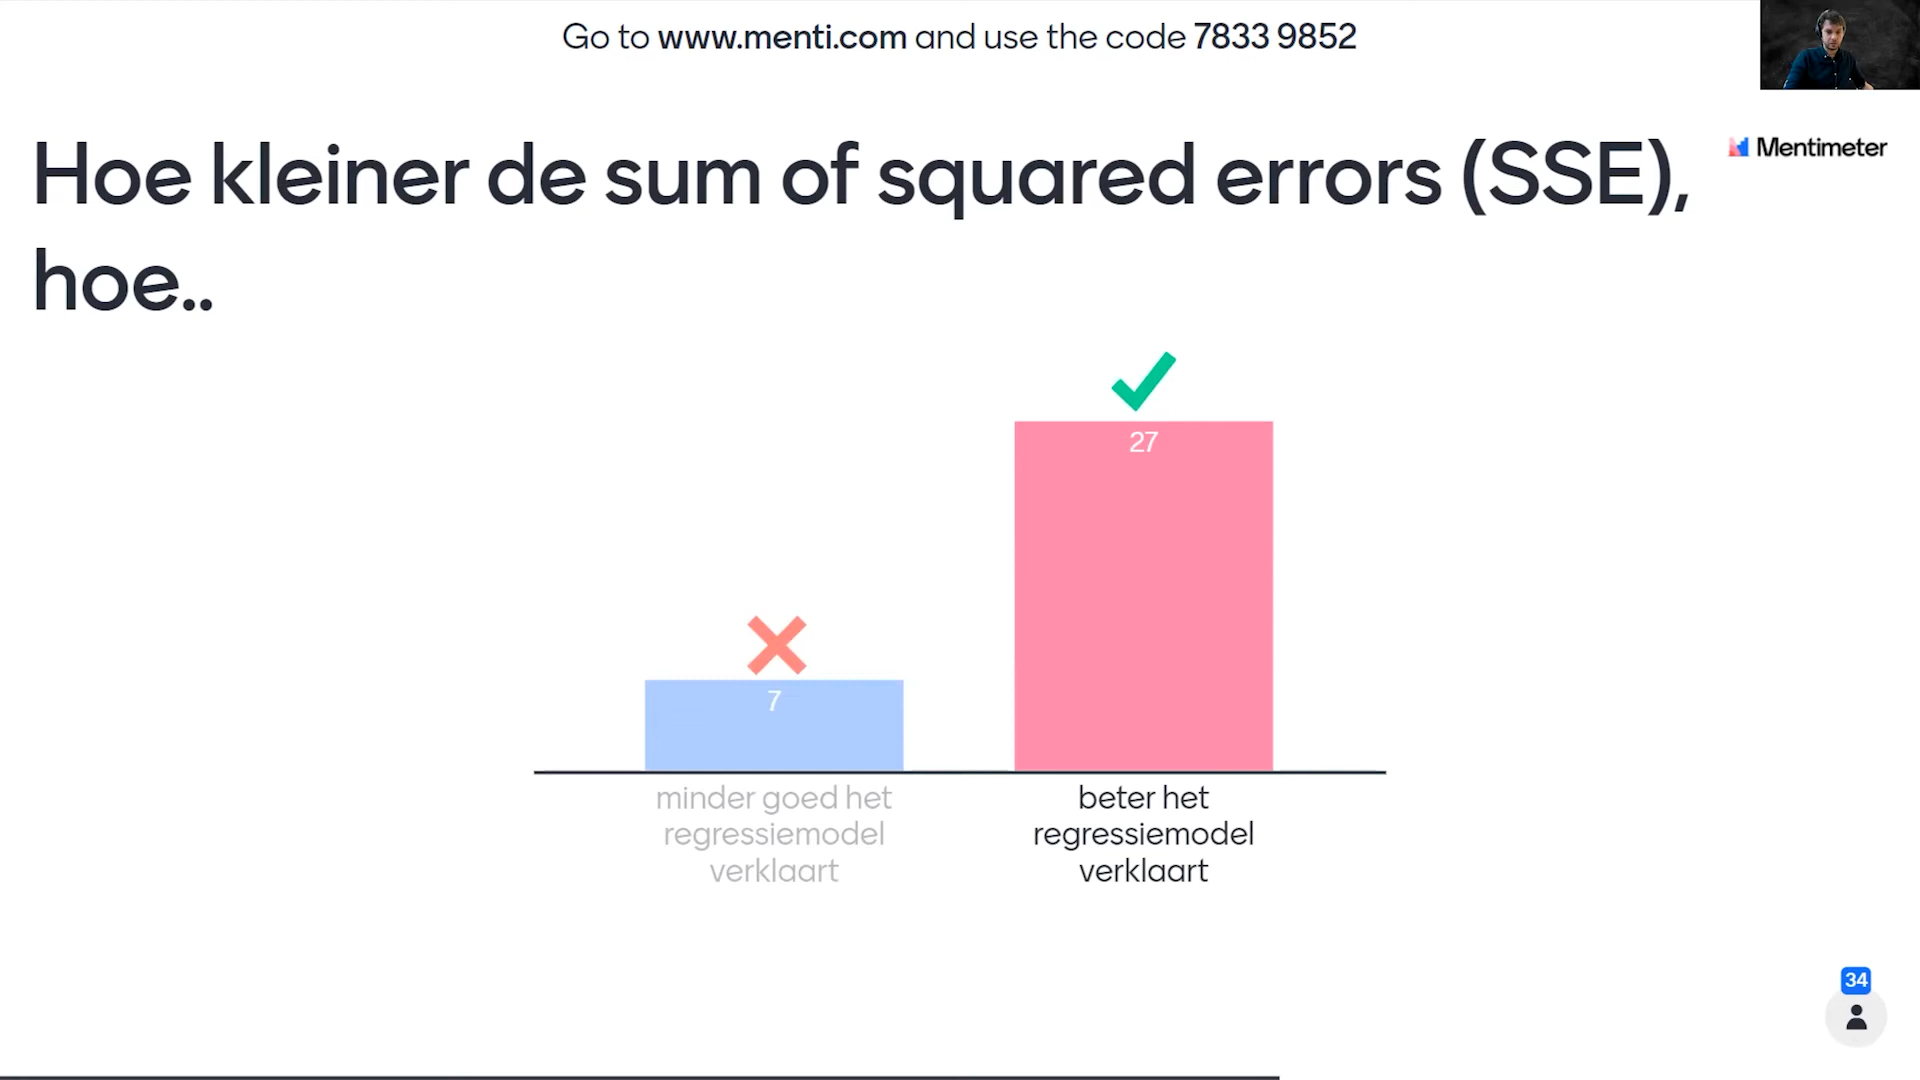 Go to www.menti.com and use the code 7833 9852
Hoe kleiner de sum of squared errors (SSE),
hoe..
Mentimeter
27
7
minder goed het
regressiemodel
verklaart
beter het
regressiemodel
verklaart
34